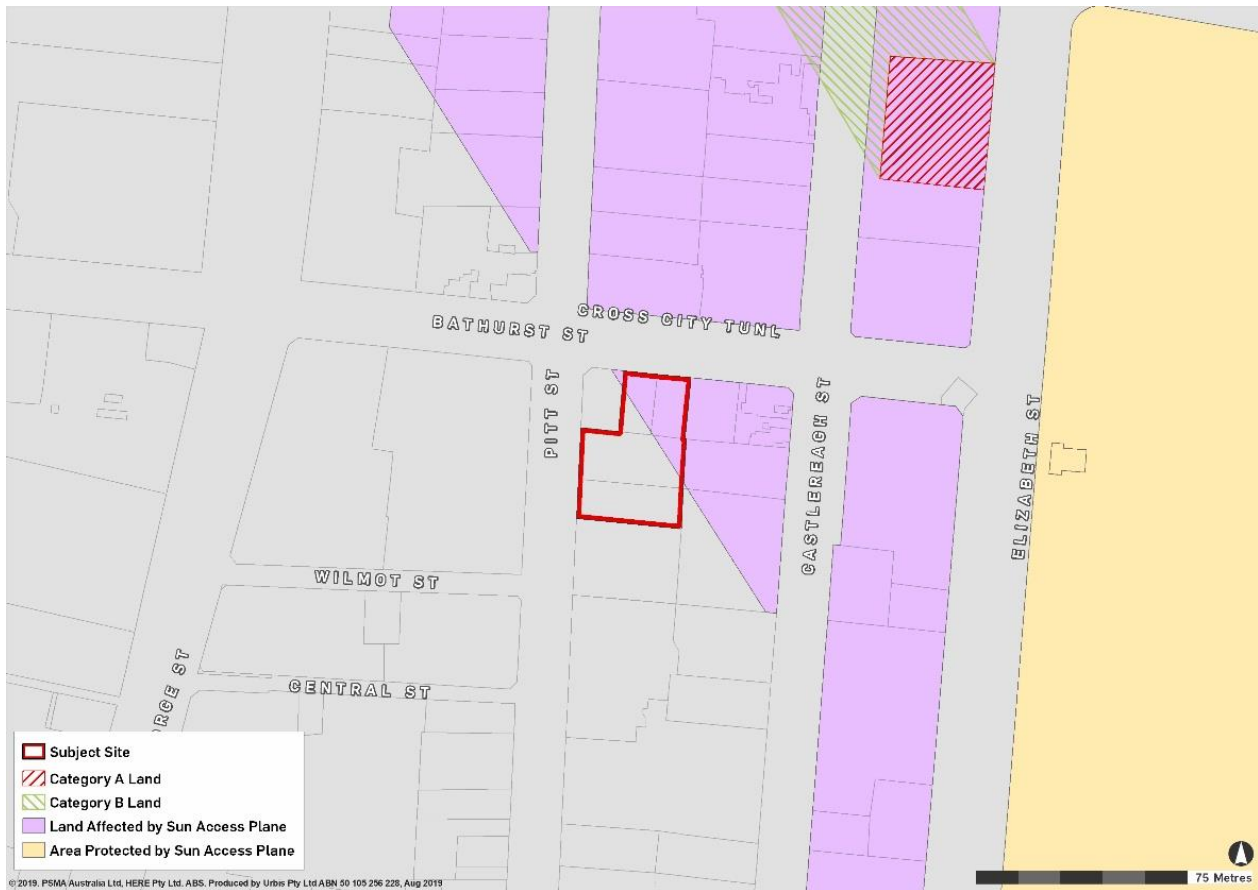 CROSS CITY TUNL
BATHURST ST
PITT ST
CASTLEREAGH ST
ELIZABETH ST
WILMOT ST
CENTRAL ST
ORGE ST
Subject Site
Category A Land
Category B Land
Land Affected by Sun Access Plane
Area Protected by Sun Access Plane
75 Metres
© 2019. PSMA Australia Ltd, HERE Pty Ltd. ABS. Produced by Urbis Pty Ltd ABN 50 105 256 228, Aug 2019